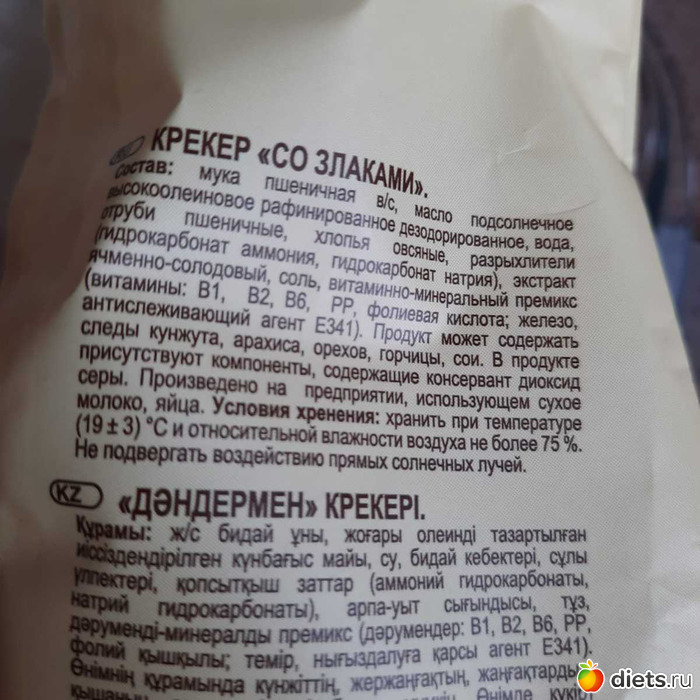 RU КРЕКЕР «СО ЗЛАКАМИ».
Состав: мука пшеничная в/с, масло подсолнечное
высокоолеиновое рафинированное дезодорированное, вода,
отруби пшеничные, хлопья овсяные, разрыхлители
(гидрокарбонат аммония, гидрокарбонат натрия), экстракт
ячменно-солодовый, соль, витаминно-минеральный премикс
(витамины: В1, В2, В6, РР, фолиевая кислота; железо,
антислеживающий агент Е341). Продукт может содержать
следы кунжута, арахиса, орехов, горчицы, сои. В продукте
присутствуют компоненты, содержащие консервант диоксид
серы. Произведено на предприятии, использующем сухое
молоко, яйца. Условия хренения: хранить при температуре
(19 ± 3) °С и относительной влажности воздуха не более 75 %.
Не подвергать воздействию прямых солнечных лучей.
KZ «ДӘНДЕРМЕН» КРЕКЕРІ.
Құрамы: ж/с бидай ұны, жоғары олеинді тазартылған
иіссіздендірілген күнбағыс майы, су, бидай кебектері, сұлы
үлпектері, қопсытқыш заттар (аммоний гидрокарбонаты,
натрий гидрокарбонаты), арпа-уыт сығындысы, тұз,
дәруменді-минералды премикс (дәрумендер: В1, В2, В6, РР,
фолий қышқылы; темір, нығыздалуға қарсы агент Е341).
Өнімнің құрамында күнжіттің, жержаңғақтың, жаңғақтардың
diets.ru